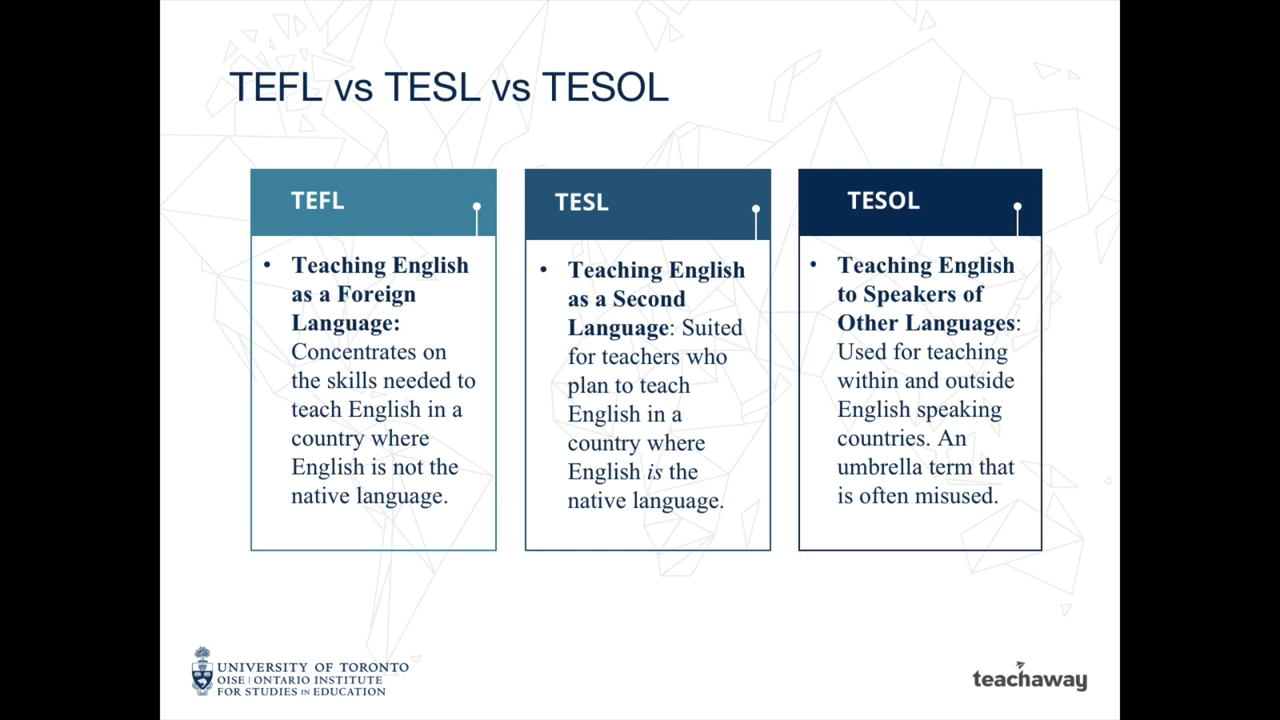 TEFL vs TESL vs TESOL
TEFL
• Teaching English
as a Foreign
Language:
Concentrates on
the skills needed to
teach English in a
country where
English is not the
native language.
TESL
• Teaching English
as a Second
Language: Suited
for teachers who
plan to teach
English in a
country where
English is the
native language.
TESOL
• Teaching English
to Speakers of
Other Languages:
Used for teaching
within and outside
English speaking
countries. An
umbrella term that
is often misused.
UNIVERSITY OF TORONTO
OISE | ONTARIO INSTITUTE
FOR STUDIES IN EDUCATION
teachaway